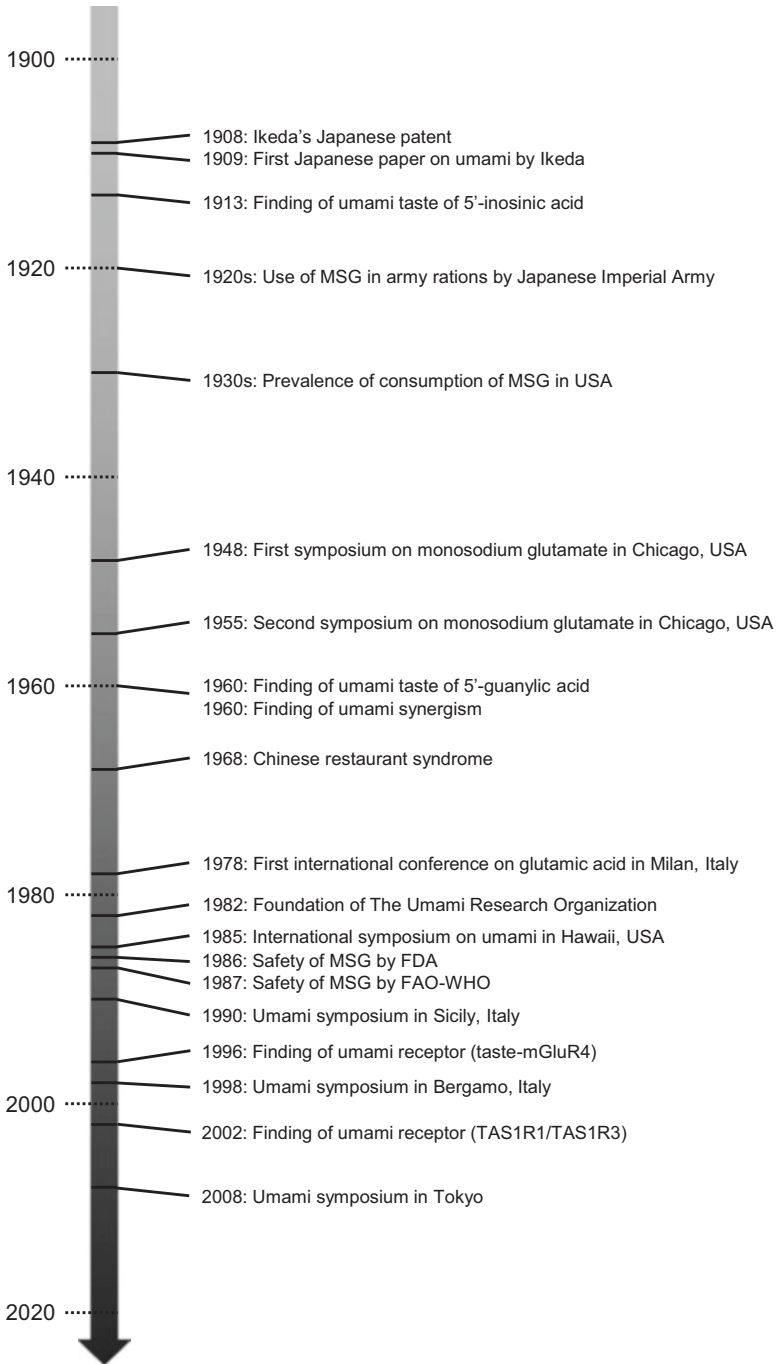 1900
1908: Ikeda's Japanese patent
1909: First Japanese paper on umami by Ikeda
1913: Finding of umami taste of 5'-inosinic acid
1920
1920s: Use of MSG in army rations by Japanese Imperial Army
1930s: Prevalence of consumption of MSG in USA
1940
1948: First symposium on monosodium glutamate in Chicago, USA
1955: Second symposium on monosodium glutamate in Chicago, USA
1960
1960: Finding of umami taste of 5'-guanylic acid
1960: Finding of umami synergism
1968: Chinese restaurant syndrome
1978: First international conference on glutamic acid in Milan, Italy
1980
1982: Foundation of The Umami Research Organization
1985: International symposium on umami in Hawaii, USA
1986: Safety of MSG by FDA
1987: Safety of MSG by FAO-WHO
1990: Umami symposium in Sicily, Italy
1996: Finding of umami receptor (taste-mGluR4)
1998: Umami symposium in Bergamo, Italy
2000
2002: Finding of umami receptor (TAS1R1/TAS1R3)
2008: Umami symposium in Tokyo
2020